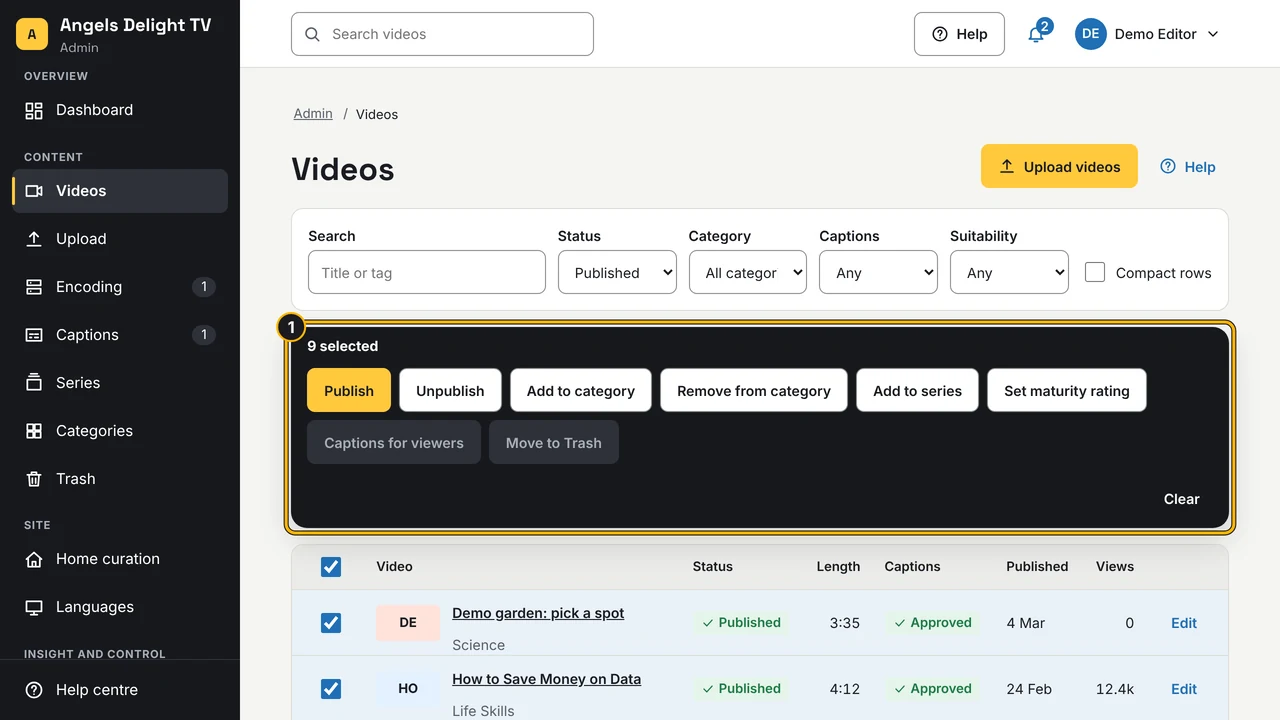 A
Angels Delight TV
Admin
OVERVIEW
Dashboard
CONTENT
Videos
Upload
Encoding 1
Captions 1
Series
Categories
Trash
SITE
Home curation
Languages
INSIGHT AND CONTROL
Help centre
Search videos
Help
2
DE Demo Editor
Admin / Videos
Videos
Upload videos
Help
Search Status Category Captions Suitability
Title or tag Published All categor Any Any Compact rows
1
9 selected
Publish Unpublish Add to category Remove from category Add to series Set maturity rating
Captions for viewers Move to Trash
Clear
Video Status Length Captions Published Views
DE Demo garden: pick a spot Published 3:35 Approved 4 Mar 0 Edit
Science
HO How to Save Money on Data Published 4:12 Approved 24 Feb 12.4k Edit
Life Skills